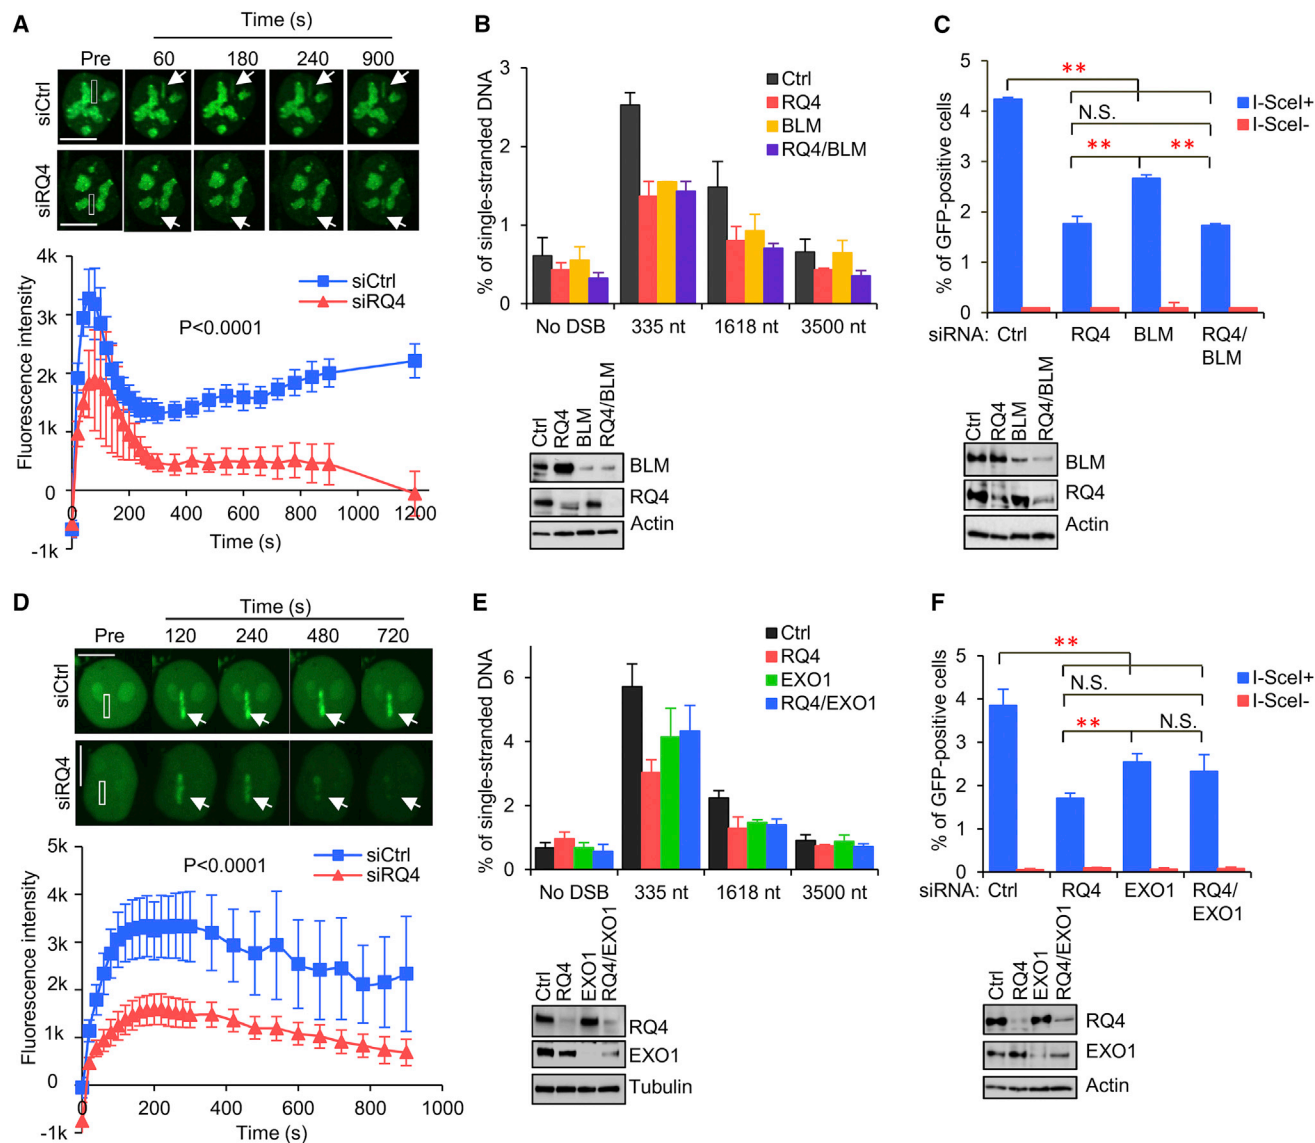 A
Time (s)
Pre 60 180 240 900
siCtrl
siRQ4
4k
3k
2k
1k
0
-1k
Fluorescence intensity
siCtrl
siRQ4
P<0.0001
0 200 400 600 800 1000 1200
Time (s)
B
3
2
1
0
% of single-stranded DNA
Ctrl
RQ4
BLM
RQ4/BLM
No DSB 335 nt 1618 nt 3500 nt
Ctrl RQ4 BLM RQ4/BLM
BLM
RQ4
Actin
C
5
4
3
2
1
0
% of GFP-positive cells
**
N.S.
** **
I-SceI+
I-SceI-
siRNA: Ctrl RQ4 BLM RQ4/
BLM
Ctrl RQ4 BLM RQ4/BLM
BLM
RQ4
Actin
D
Time (s)
Pre 120 240 480 720
siCtrl
siRQ4
5k
4k
3k
2k
1k
0
-1k
Fluorescence intensity
P<0.0001
siCtrl
siRQ4
0 200 400 600 800 1000
Time (s)
E
6
4
2
0
% of single-stranded DNA
Ctrl
RQ4
EXO1
RQ4/EXO1
No DSB 335 nt 1618 nt 3500 nt
Ctrl RQ4 EXO1 RQ4/EXO1
RQ4
EXO1
Tubulin
F
5
4
3
2
1
0
% of GFP-positive cells
**
N.S.
** N.S.
I-SceI+
I-SceI-
siRNA: Ctrl RQ4 EXO1 RQ4/
EXO1
Ctrl RQ4 EXO1 RQ4/EXO1
RQ4
EXO1
Actin